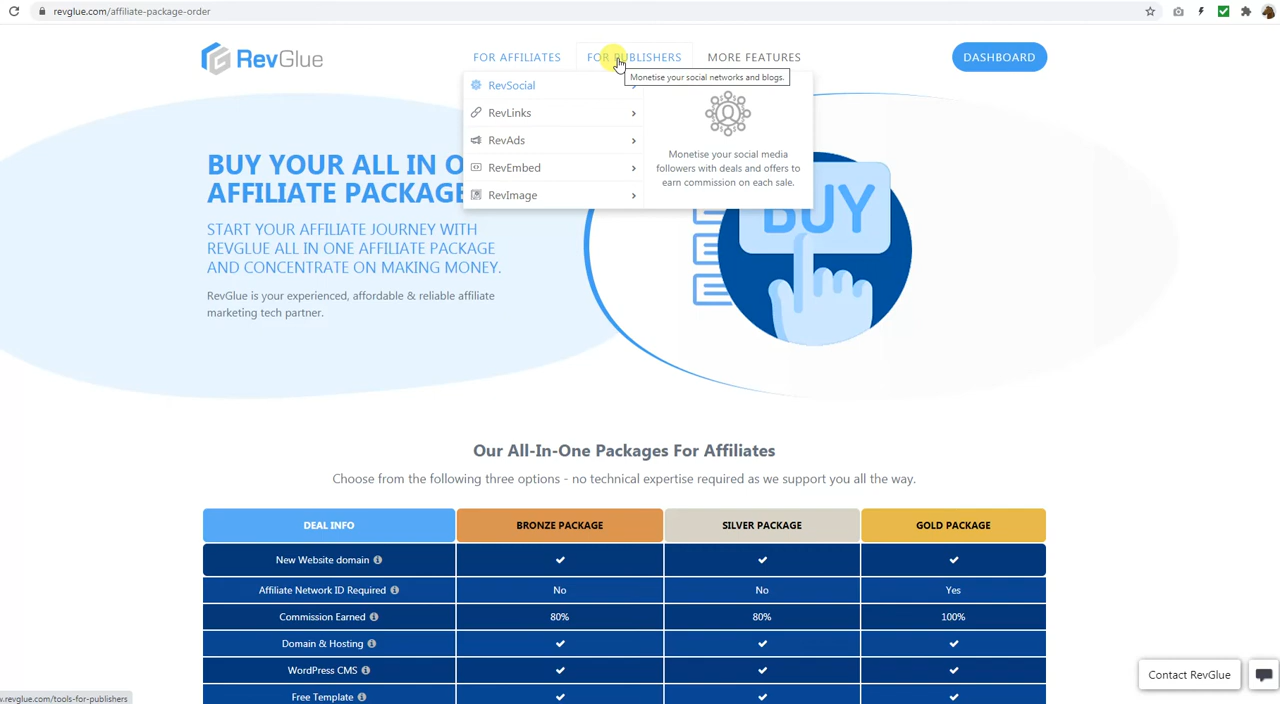 revglue.com/affiliate-package-order
RevGlue
FOR AFFILIATES
FOR PUBLISHERS
MORE FEATURES
DASHBOARD
Monetise your social networks and blogs.
RevSocial
RevLinks
RevAds
RevEmbed
RevImage
Monetise your social media
followers with deals and offers to
earn commission on each sale.
BUY YOUR ALL IN O
AFFILIATE PACKAGE
START YOUR AFFILIATE JOURNEY WITH
REVGLUE ALL IN ONE AFFILIATE PACKAGE
AND CONCENTRATE ON MAKING MONEY.
RevGlue is your experienced, affordable & reliable affiliate
marketing tech partner.
BUY
Our All-In-One Packages For Affiliates
Choose from the following three options - no technical expertise required as we support you all the way.
DEAL INFO BRONZE PACKAGE SILVER PACKAGE GOLD PACKAGE
New Website domain
Affiliate Network ID Required No No Yes
Commission Earned 80% 80% 100%
Domain & Hosting
WordPress CMS
Free Template
Contact RevGlue
.revglue.com/tools-for-publishers